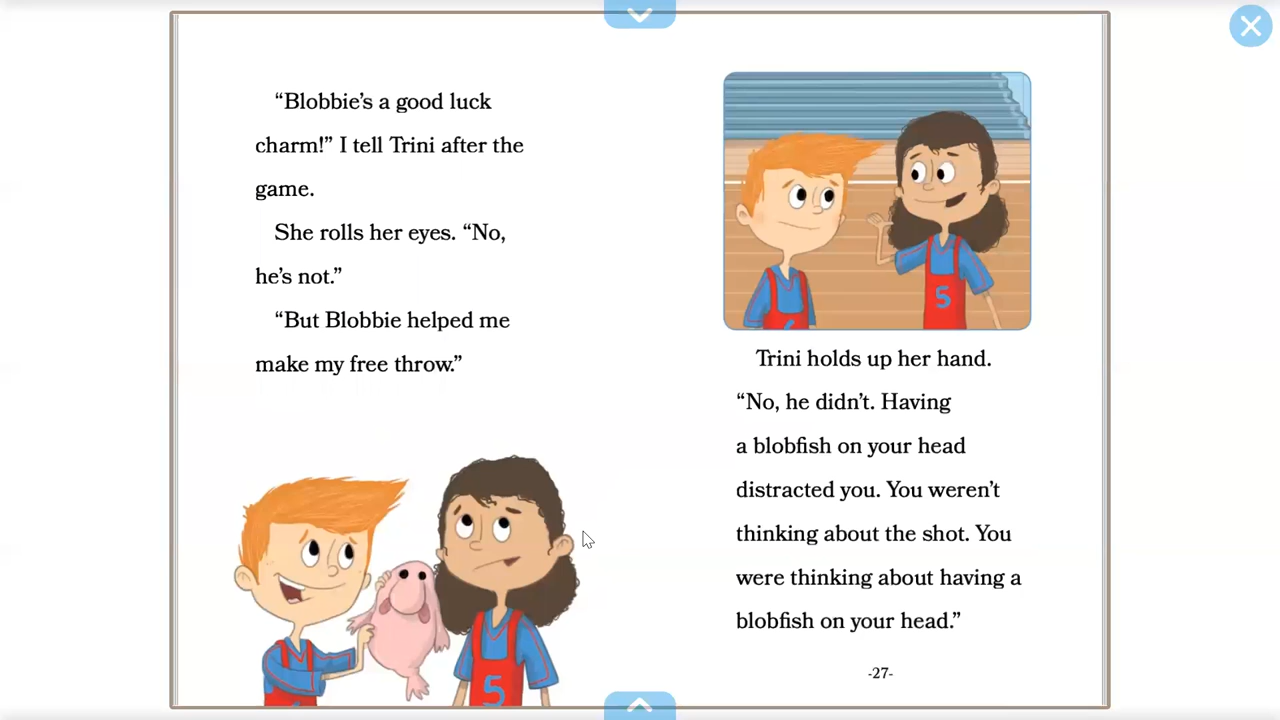 “Blobbie’s a good luck
charm!” I tell Trini after the
game.
She rolls her eyes. “No,
he’s not.”
“But Blobbie helped me
make my free throw.”
5
5
Trini holds up her hand.
“No, he didn’t. Having
a blobfish on your head
distracted you. You weren’t
thinking about the shot. You
were thinking about having a
blobfish on your head.”
-27-